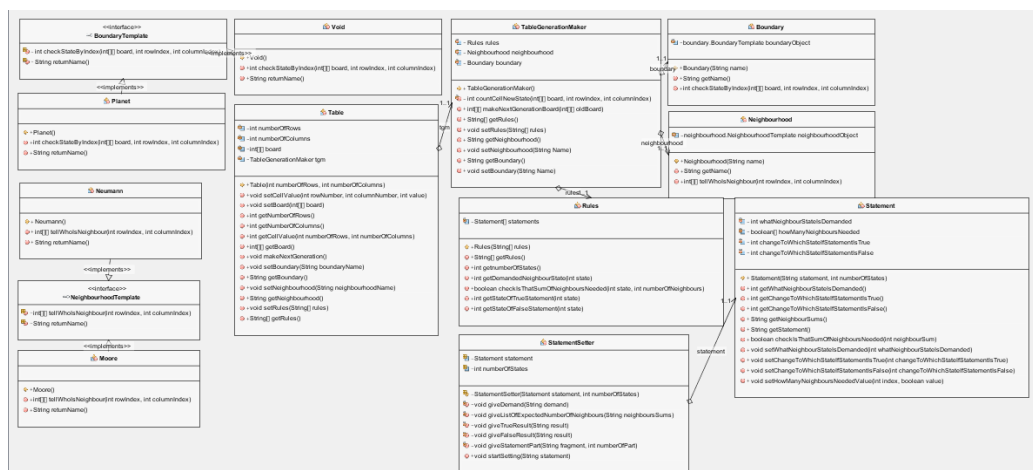 <<interface>>
BoundaryTemplate
- int checkStateByIndex(int[][] board, int rowIndex, int columnIndex)
- String returnName()
<<implements>>
Planet
+ Planet()
+ int checkStateByIndex(int[][] board, int rowIndex, int columnIndex)
+ String returnName()
Neumann
+ Neumann()
+ int[][] tellWhoIsNeighbour(int rowIndex, int columnIndex)
+ String returnName()
<<implements>>
<<interface>>
NeighbourhoodTemplate
- int[][] tellWhoIsNeighbour(int rowIndex, int columnIndex)
- String returnName()
<<implements>>
Moore
+ Moore()
+ int[][] tellWhoIsNeighbour(int rowIndex, int columnIndex)
+ String returnName()
Void
<<implements>>
+ Void()
+ int checkStateByIndex(int[][] board, int rowIndex, int columnIndex)
+ String returnName()
Table
- int numberOfRows
- int numberOfColumns
- int[][] board
- TableGenerationMaker tgm
+ Table(int numberOfRows, int numberOfColumns)
+ void setCellValue(int rowNumber, int columnNumber, int value)
+ void setBoard(int[][] board)
+ int getNumberOfRows()
+ int getNumberOfColumns()
+ int getCellValue(int numberOfRows, int numberOfColumns)
+ int[][] getBoard()
+ void makeNextGeneration()
+ void setBoundary(String boundaryName)
+ String getBoundary()
+ void setNeighbourhood(String neighbourhoodName)
+ String getNeighbourhood()
+ void setRules(String[] rules)
+ String[] getRules()
1..1
tgm
TableGenerationMaker
- Rules rules
- Neighbourhood neighbourhood
- Boundary boundary
+ TableGenerationMaker()
- int countCellNewState(int[][] board, int rowIndex, int columnIndex)
+ int[][] makeNextGenerationBoard(int[][] oldBoard)
+ String[] getRules()
+ void setRules(String[] rules)
+ String getNeighbourhood()
+ void setNeighbourhood(String Name)
+ String getBoundary()
+ void setBoundary(String Name)
1..1
boundary
1..1
neighbourhood
Boundary
- boundary.BoundaryTemplate boundaryObject
+ Boundary(String name)
+ String getName()
+ int checkStateByIndex(int[][] board, int rowIndex, int columnIndex)
Neighbourhood
- neighbourhood.NeighbourhoodTemplate neighbourhoodObject
+ Neighbourhood(String name)
+ String getName()
+ int[][] tellWhoIsNeighbour(int rowIndex, int columnIndex)
Rules
- Statement[] statements
+ Rules(String[] rules)
+ String[] getRules()
+ int getnumberOfStates()
+ int getDemandedNeighbourState(int state)
+ boolean checkIsThatSumOfNeighboursNeeded(int state, int numberOfNeighbours)
+ int getStateOfTrueStatement(int state)
+ int getStateOfFalseStatement(int state)
Statement
- int whatNeighbourStateIsDemanded
- boolean[] howManyNeighboursNeeded
- int changeToWhichStateIfStatementIsTrue
- int changeToWhichStateIfStatementIsFalse
+ Statement(String statement, int numberOfStates)
+ int getWhatNeighbourStateIsDemanded()
+ int getChangeToWhichStateIfStatementIsTrue()
+ int getChangeToWhichStateIfStatementIsFalse()
+ String getNeighbourSums()
+ String getStatement()
+ boolean checkIsThatSumOfNeighboursNeeded(int neighbourSum)
+ void setWhatNeighbourStateIsDemanded(int whatNeighbourStateIsDemanded)
+ void setChangeToWhichStateIfStatementIsTrue(int changeToWhichStateIfStatementIsTrue)
+ void setChangeToWhichStateIfStatementIsFalse(int changeToWhichStateIfStatementIsFalse)
+ void setHowManyNeighboursNeededValue(int index, boolean value)
1..1
statement
StatementSetter
- Statement statement
- int numberOfStates
- StatementSetter(Statement statement, int numberOfStates)
- void giveDemand(String demand)
- void giveListOfExpectedNumberOfNeighbours(String neighboursSums)
- void giveTrueResult(String result)
- void giveFalseResult(String result)
- void giveStatementPart(String fragment, int numberOfPart)
+ void startSetting(String statement)